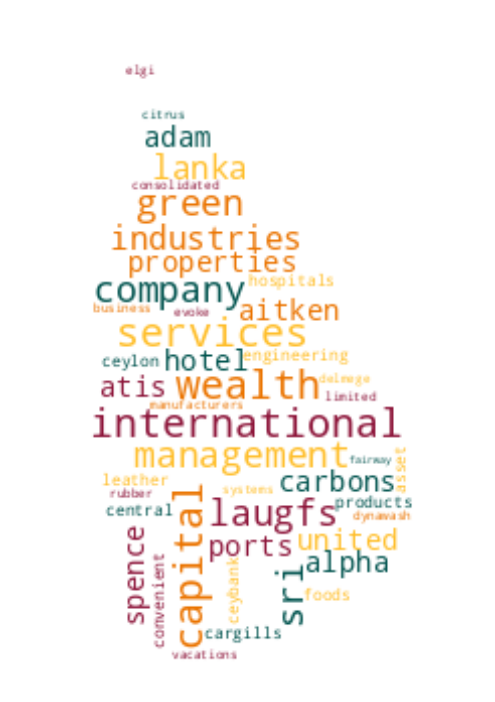 elgi
citrus
adam
lanka
consolidated
green
industries
properties
hospitals
company
business
evoke
aitken
services
ceylon
hotel
engineering
atis
wealth
delmege
limited
manufacturers
international
management
fairway
asset
leather
carbons
rubber
systems
products
central
laugfs
dynawash
capital
spence
convenient
ports
united
ceybank
sri
alpha
foods
cargills
vacations